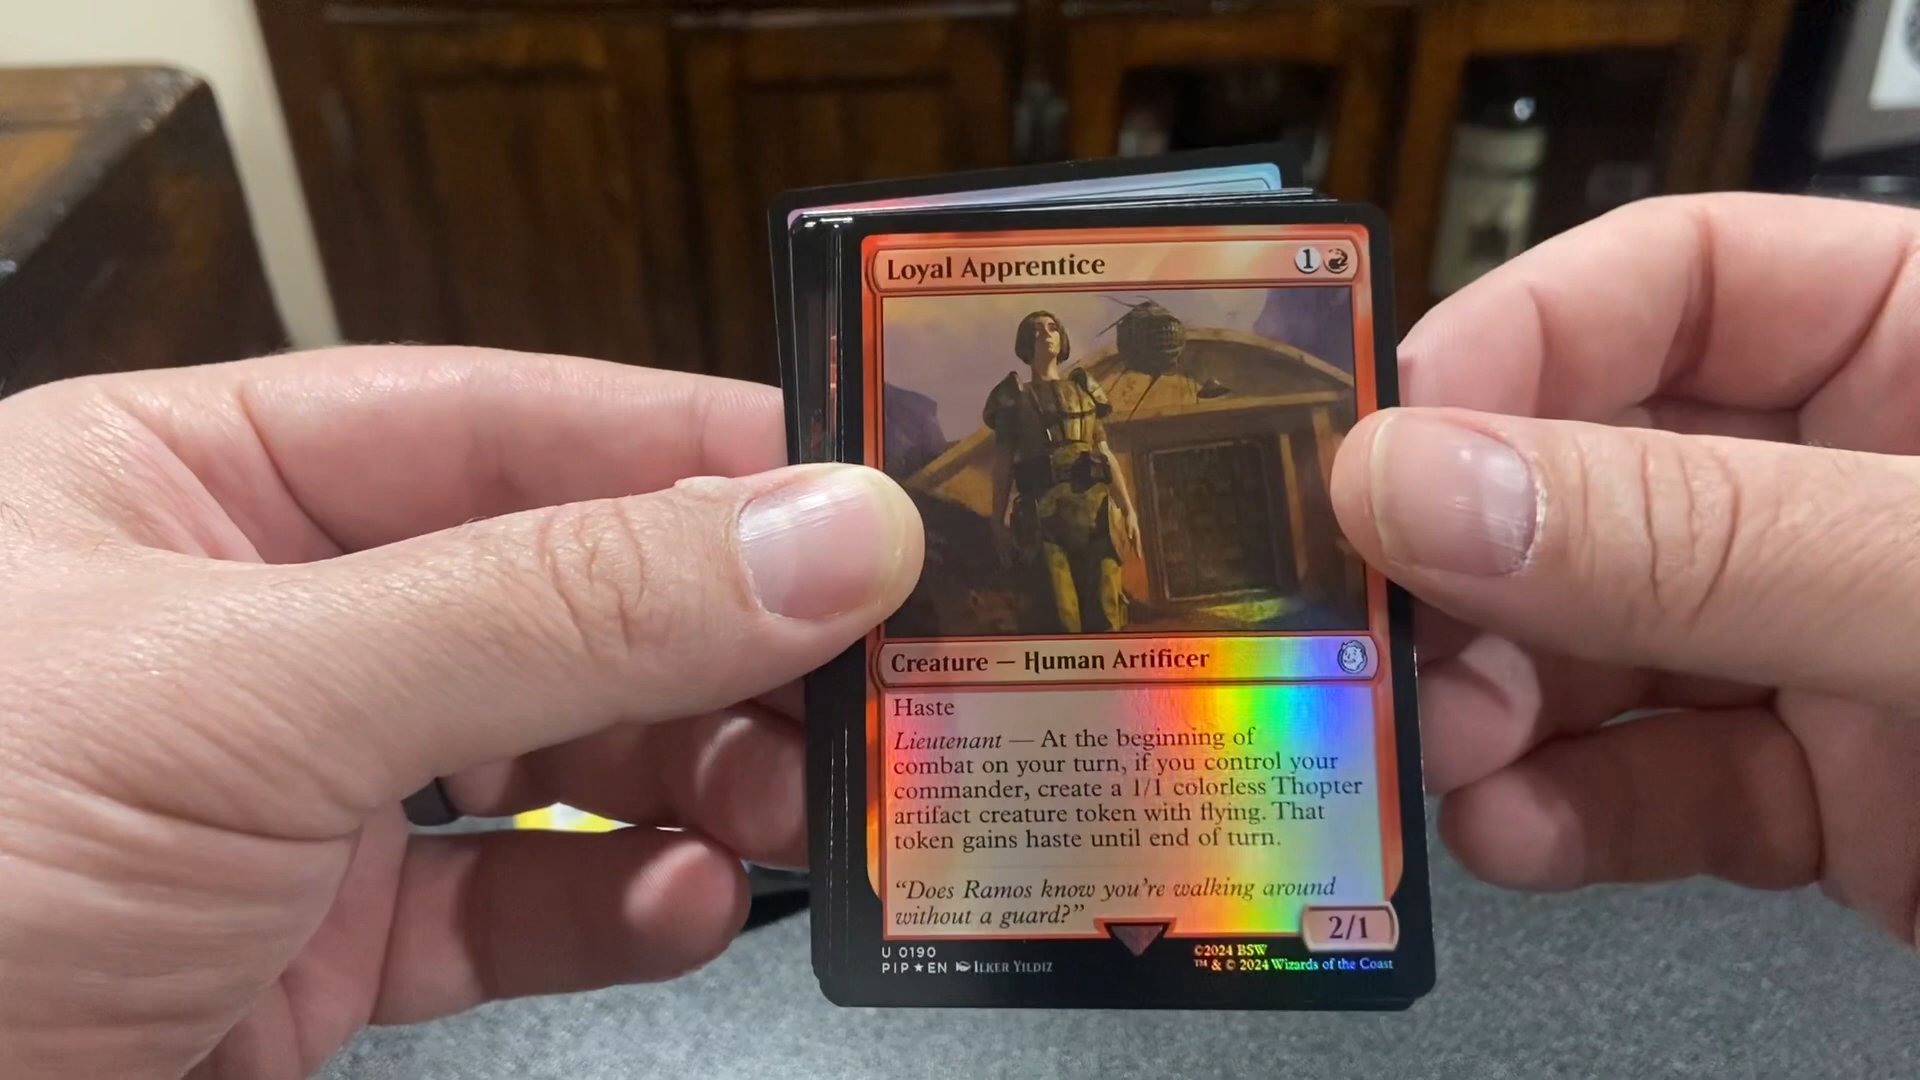 Loyal Apprentice 1
Creature — Human Artificer
Haste
Lieutenant — At the beginning of
combat on your turn, if you control your
commander, create a 1/1 colorless Thopter
artifact creature token with flying. That
token gains haste until end of turn.
“Does Ramos know you’re walking around
without a guard?”
2/1
U 0190
PIP★EN ILKER YILDIZ
©2024 BSW
™ & © 2024 Wizards of the Coast